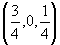 (3/4, 0, 1/4)